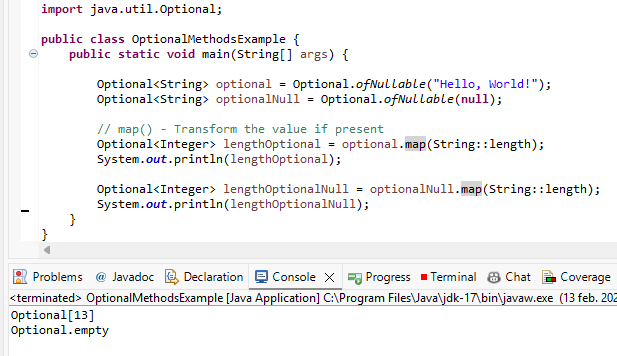 import java.util.Optional;
public class OptionalMethodsExample {
public static void main(String[] args) {
Optional<String> optional = Optional.ofNullable("Hello, World!");
Optional<String> optionalNull = Optional.ofNullable(null);
// map() - Transform the value if present
Optional<Integer> lengthOptional = optional.map(String::length);
System.out.println(lengthOptional);
Optional<Integer> lengthOptionalNull = optionalNull.map(String::length);
System.out.println(lengthOptionalNull);
}
}
Problems @ Javadoc Declaration Console Progress Terminal Chat Coverage
<terminated> OptionalMethodsExample [Java Application] C:\Program Files\Java\jdk-17\bin\javaw.exe (13 feb. 202
Optional[13]
Optional.empty